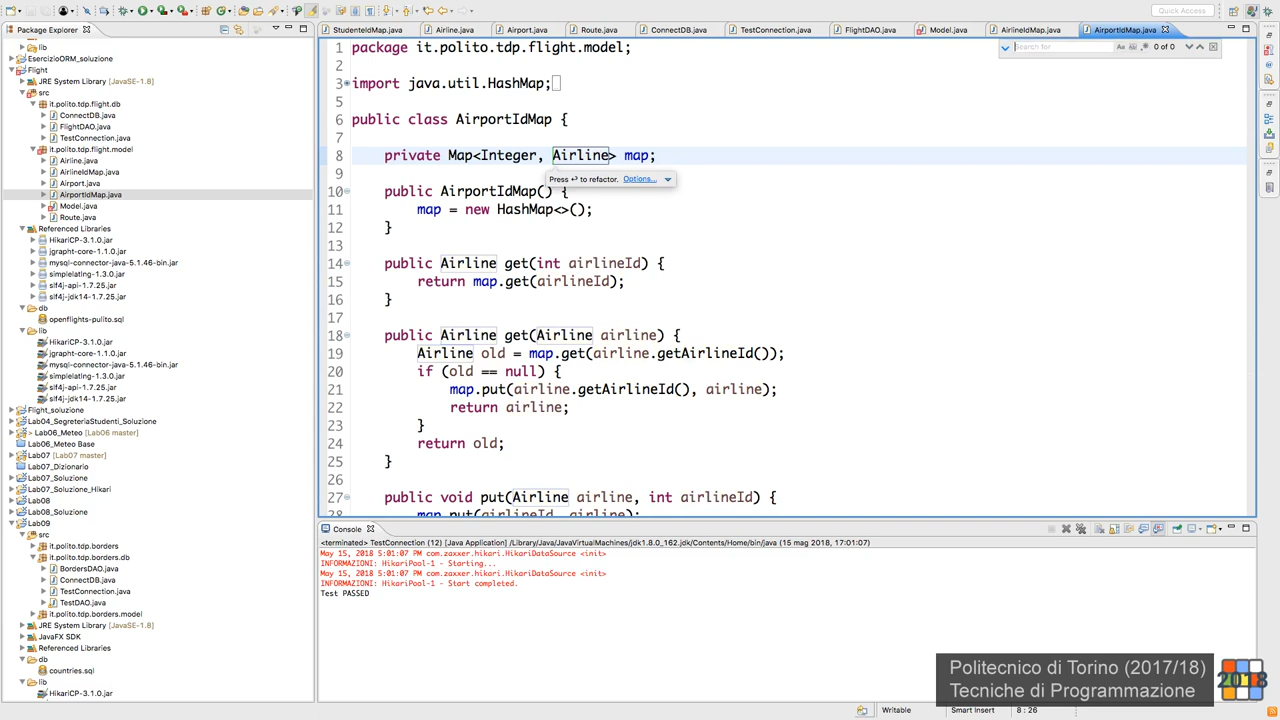 Quick Access
Package Explorer
StudenteIdMap.java
Airline.java
Airport.java
Route.java
ConnectDB.java
TestConnection.java
FlightDAO.java
Model.java
AirlineIdMap.java
AirportIdMap.java
lib
EsercizioORM_soluzione
Flight
JRE System Library [JavaSE-1.8]
src
it.polito.tdp.flight.db
ConnectDB.java
FlightDAO.java
TestConnection.java
it.polito.tdp.flight.model
Airline.java
AirlineIdMap.java
Airport.java
AirportIdMap.java
Model.java
Route.java
Referenced Libraries
HikariCP-3.1.0.jar
jgrapht-core-1.1.0.jar
mysql-connector-java-5.1.46-bin.jar
simplelatlng-1.3.0.jar
slf4j-api-1.7.25.jar
slf4j-jdk14-1.7.25.jar
db
openflights-pulito.sql
lib
HikariCP-3.1.0.jar
jgrapht-core-1.1.0.jar
mysql-connector-java-5.1.46-bin.jar
simplelatlng-1.3.0.jar
slf4j-api-1.7.25.jar
slf4j-jdk14-1.7.25.jar
Flight_soluzione
Lab04_SegreteriaStudenti_Soluzione
> Lab06_Meteo [Lab06 master]
Lab06_Meteo Base
Lab07 [Lab07 master]
Lab07_Dizionario
Lab07_Soluzione
Lab07_Soluzione_Hikari
Lab08
Lab08_Soluzione
Lab09
src
it.polito.tdp.borders
it.polito.tdp.borders.db
BordersDAO.java
ConnectDB.java
TestConnection.java
TestDAO.java
it.polito.tdp.borders.model
JRE System Library [JavaSE-1.8]
JavaFX SDK
Referenced Libraries
db
countries.sql
lib
HikariCP-3.1.0.jar
Search for
Aa
0 of 0
1 package it.polito.tdp.flight.model;
2
3 import java.util.HashMap;
5
6 public class AirportIdMap {
7
8 private Map<Integer, Airline> map;
9
Press ⏎ to refactor. Options...
10 public AirportIdMap() {
11 map = new HashMap<>();
12 }
13
14 public Airline get(int airlineId) {
15 return map.get(airlineId);
16 }
17
18 public Airline get(Airline airline) {
19 Airline old = map.get(airline.getAirlineId());
20 if (old == null) {
21 map.put(airline.getAirlineId(), airline);
22 return airline;
23 }
24 return old;
25 }
26
27 public void put(Airline airline, int airlineId) {
28 map.put(airlineId, airline);
Console
<terminated> TestConnection (12) [Java Application] /Library/Java/JavaVirtualMachines/jdk1.8.0_162.jdk/Contents/Home/bin/java (15 mag 2018, 17:01:07)
May 15, 2018 5:01:07 PM com.zaxxer.hikari.HikariDataSource <init>
INFORMAZIONI: HikariPool-1 - Starting...
May 15, 2018 5:01:07 PM com.zaxxer.hikari.HikariDataSource <init>
INFORMAZIONI: HikariPool-1 - Start completed.
Test PASSED
Politecnico di Torino (2017/18)
Tecniche di Programmazione
2018
Writable
Smart Insert
8 : 26